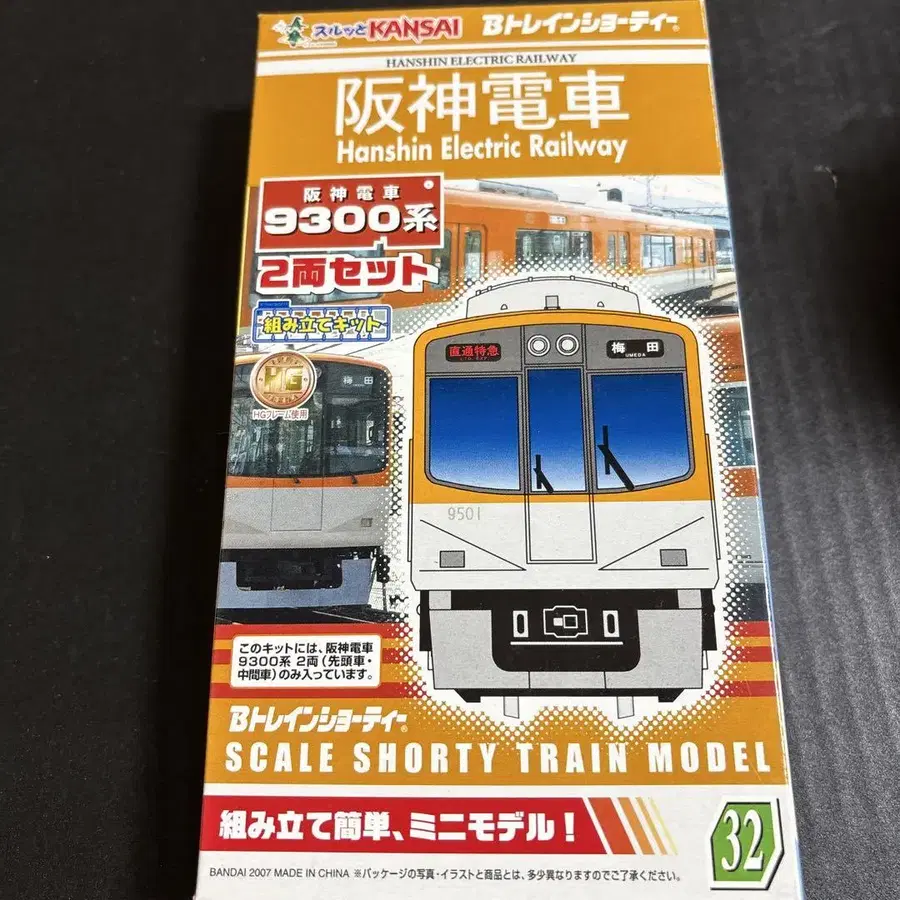 スルッとKANSAI
Bトレインショーティー
HANSHIN ELECTRIC RAILWAY
阪神電車
Hanshin Electric Railway
阪神電車
9300系
2両セット
組み立てキット
HG
HGフレーム使用
梅田
直通特急
梅田
UMEDA
9501
このキットには、阪神電車
9300系 2両(先頭車・
中間車)のみ入っています。
Bトレインショーティー
SCALE SHORTY TRAIN MODEL
組み立て簡単、ミニモデル!
32
BANDAI 2007 MADE IN CHINA ※パッケージの写真・イラストと商品とは、多少異なりますのでご了承ください。